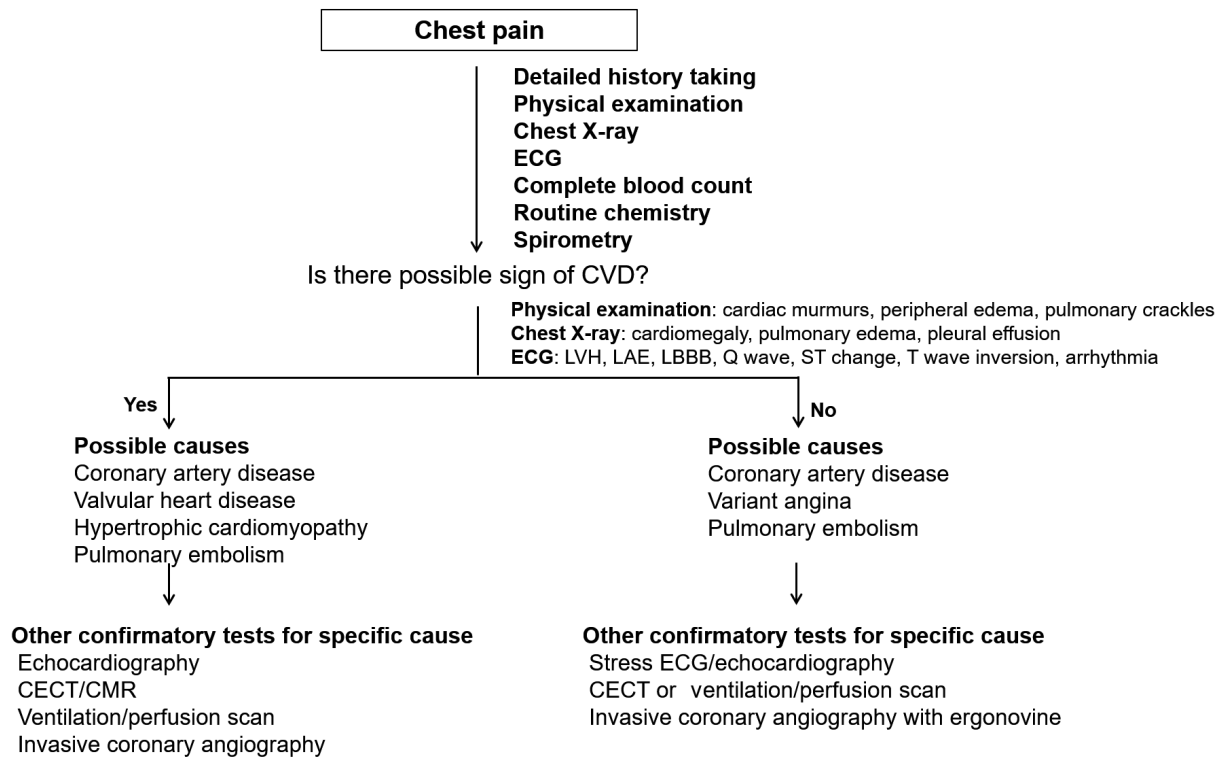 Chest pain
Detailed history taking
Physical examination
Chest X-ray
ECG
Complete blood count
Routine chemistry
Spirometry
Is there possible sign of CVD?
Physical examination: cardiac murmurs, peripheral edema, pulmonary crackles
Chest X-ray: cardiomegaly, pulmonary edema, pleural effusion
ECG: LVH, LAE, LBBB, Q wave, ST change, T wave inversion, arrhythmia
Yes
Possible causes
Coronary artery disease
Valvular heart disease
Hypertrophic cardiomyopathy
Pulmonary embolism
Other confirmatory tests for specific cause
Echocardiography
CECT/CMR
Ventilation/perfusion scan
Invasive coronary angiography
No
Possible causes
Coronary artery disease
Variant angina
Pulmonary embolism
Other confirmatory tests for specific cause
Stress ECG/echocardiography
CECT or ventilation/perfusion scan
Invasive coronary angiography with ergonovine